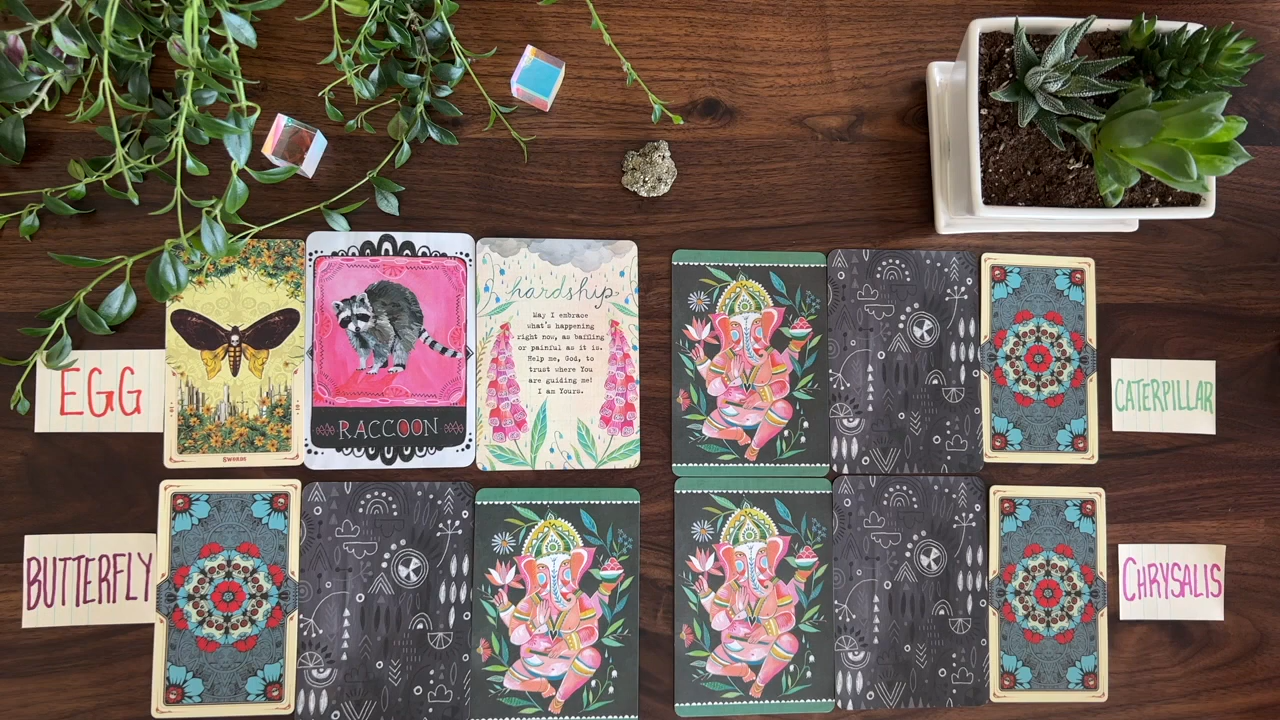 EGG
Swords
RACCOON
hardship
May I embrace
what's happening
right now, as baffling
or painful as it is.
Help me, God, to
trust where You
are guiding me!
I am Yours.
CATERPILLAR
BUTTERFLY
CHRYSALIS